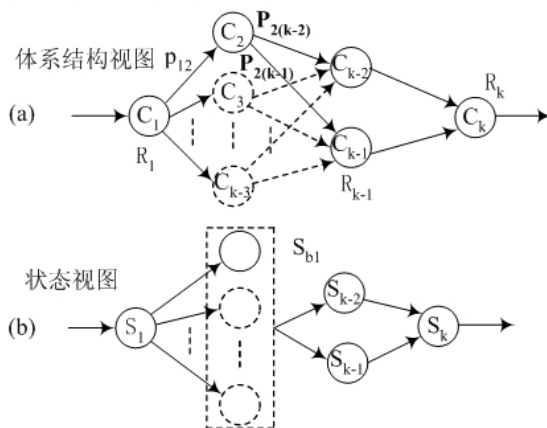 C₂ P₂₍ₖ₋₂₎
体系结构视图 p₁₂ P₂₍ₖ₋₁₎
C₃ Cₖ₋₂ Rₖ
(a) C₁ Cₖ
R₁ Cₖ₋₁
Cₖ₋₃ Rₖ₋₁
S_b1
状态视图
Sₖ₋₂
(b) S₁ Sₖ
Sₖ₋₁